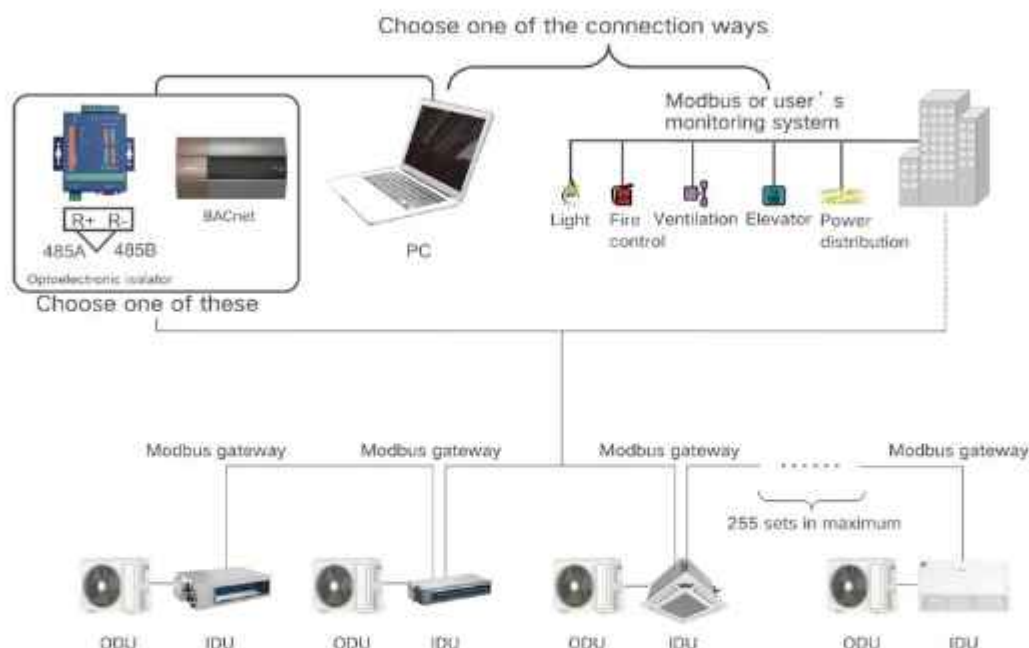 Choose one of the connection ways
Modbus or user's
monitoring system
R+ R-
485A 485B
Optoelectronic isolator
BACnet
Choose one of these
PC
Light
Fire
control
Ventilation
Elevator
Power
distribution
Modbus gateway
Modbus gateway
Modbus gateway
Modbus gateway
......
255 sets in maximum
ODU
IDU
ODU
IDU
ODU
IDU
ODU
IDU